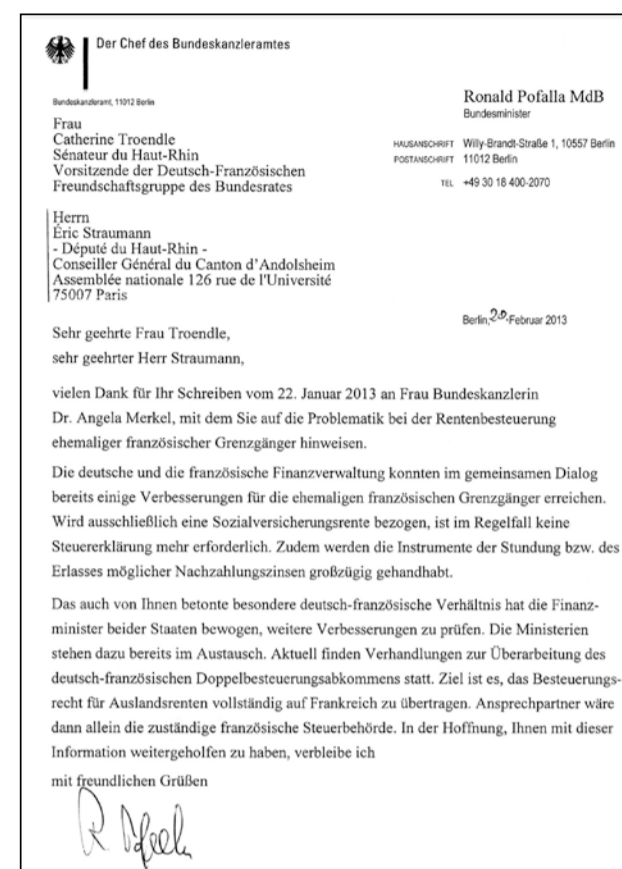 Der Chef des Bundeskanzleramtes
Bundeskanzleramt, 11012 Berlin
Frau
Catherine Troendle
Sénateur du Haut-Rhin
Vorsitzende der Deutsch-Französischen
Freundschaftsgruppe des Bundesrates
Herrn
Éric Straumann
- Député du Haut-Rhin -
Conseiller Général du Canton d'Andolsheim
Assemblée nationale 126 rue de l'Université
75007 Paris
Ronald Pofalla MdB
Bundesminister
HAUSANSCHRIFT Willy-Brandt-Straße 1, 10557 Berlin
POSTANSCHRIFT 11012 Berlin
TEL +49 30 18 400-2070
Berlin, 20. Februar 2013
Sehr geehrte Frau Troendle,
sehr geehrter Herr Straumann,
vielen Dank für Ihr Schreiben vom 22. Januar 2013 an Frau Bundeskanzlerin
Dr. Angela Merkel, mit dem Sie auf die Problematik bei der Rentenbesteuerung
ehemaliger französischer Grenzgänger hinweisen.
Die deutsche und die französische Finanzverwaltung konnten im gemeinsamen Dialog
bereits einige Verbesserungen für die ehemaligen französischen Grenzgänger erreichen.
Wird ausschließlich eine Sozialversicherungsrente bezogen, ist im Regelfall keine
Steuererklärung mehr erforderlich. Zudem werden die Instrumente der Stundung bzw. des
Erlasses möglicher Nachzahlungszinsen großzügig gehandhabt.
Das auch von Ihnen betonte besondere deutsch-französische Verhältnis hat die Finanz-
minister beider Staaten bewogen, weitere Verbesserungen zu prüfen. Die Ministerien
stehen dazu bereits im Austausch. Aktuell finden Verhandlungen zur Überarbeitung des
deutsch-französischen Doppelbesteuerungsabkommens statt. Ziel ist es, das Besteuerungs-
recht für Auslandsrenten vollständig auf Frankreich zu übertragen. Ansprechpartner wäre
dann allein die zuständige französische Steuerbehörde. In der Hoffnung, Ihnen mit dieser
Information weitergeholfen zu haben, verbleibe ich
mit freundlichen Grüßen